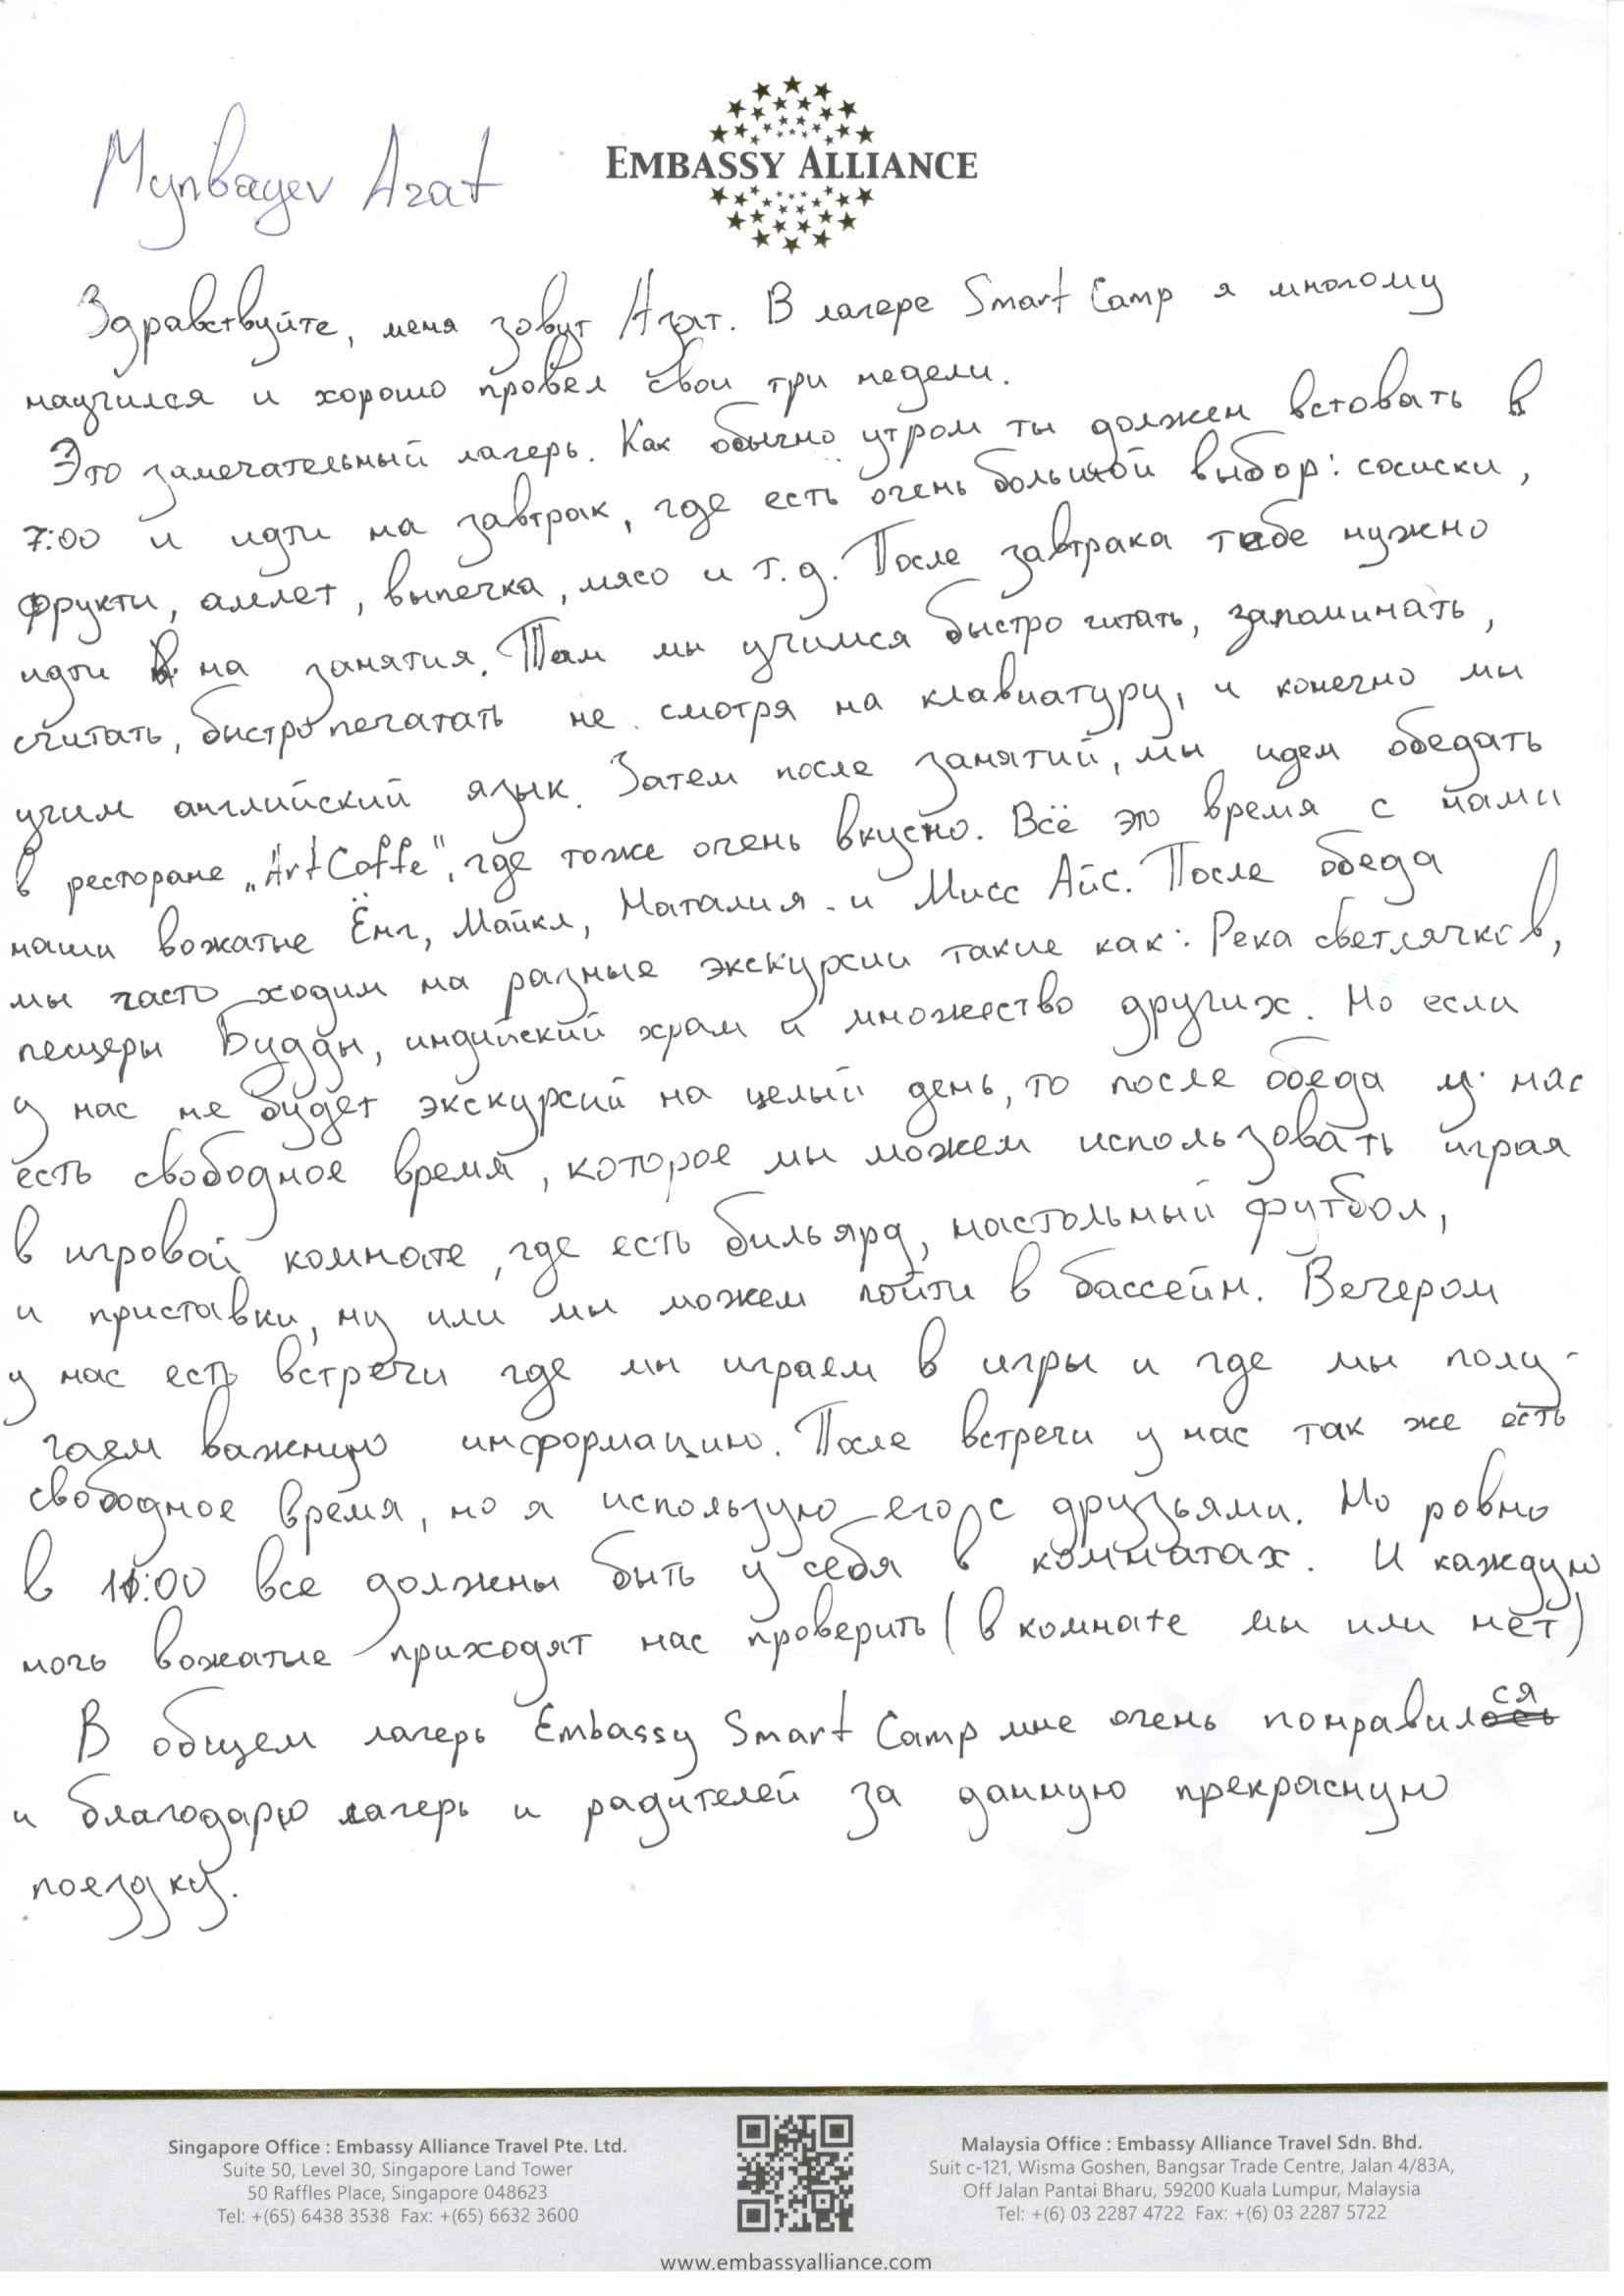 Mynbayev Azat
EMBASSY ALLIANCE
Здравствуйте, меня зовут Азат. В лагере Smart Camp я многому
научился и хорошо провел свои три недели.
Это замечательный лагерь. Как обычно утром ты должен встовать в
7:00 и идти на завтрак, где есть очень большой выбор: сосиски,
фрукты, амлет, выпечка, мясо и т.д. После завтрака тебе нужно
идти на занятия. Там мы учимся быстро читать, запоминать,
считать, быстро печатать не смотря на клавиатуру, и конечно мы
учим английский язык. Затем после занятий, мы идем обедать
в ресторане „ArtCaffe", где тоже очень вкусно. Всё это время с нами
наши вожатые Ёнг, Майкл, Наталия и Мисс Айс. После обеда
мы часто ходим на разные экскурсии такие как: Река светлячков,
пещеры Будды, индийский храм и множество других. Но если
у нас не будет экскурсий на целый день, то после обеда у нас
есть свободное время, которое мы можем использовать играя
в игровой комнате, где есть бильярд, настольный футбол,
и приставки, ну или мы можем пойти в бассейн. Вечером
у нас есть встречи где мы играем в игры и где мы полу-
чаем важную информацию. После встречи у нас так же есть
свободное время, но я использую его с друзьями. Но ровно
в 11:00 все должны быть у себя в комнатах. И каждую
ночь вожатые приходят нас проверить (в комнате мы или нет)
В общем лагерь Embassy Smart Camp мне очень понравился
и благодарю лагерь и радителей за данную прекрасную
поездку.
Singapore Office : Embassy Alliance Travel Pte. Ltd.
Suite 50, Level 30, Singapore Land Tower
50 Raffles Place, Singapore 048623
Tel: +(65) 6438 3538 Fax: +(65) 6632 3600
Malaysia Office : Embassy Alliance Travel Sdn. Bhd.
Suit c-121, Wisma Goshen, Bangsar Trade Centre, Jalan 4/83A,
Off Jalan Pantai Bharu, 59200 Kuala Lumpur, Malaysia
Tel: +(6) 03 2287 4722 Fax: +(6) 03 2287 5722
www.embassyalliance.com